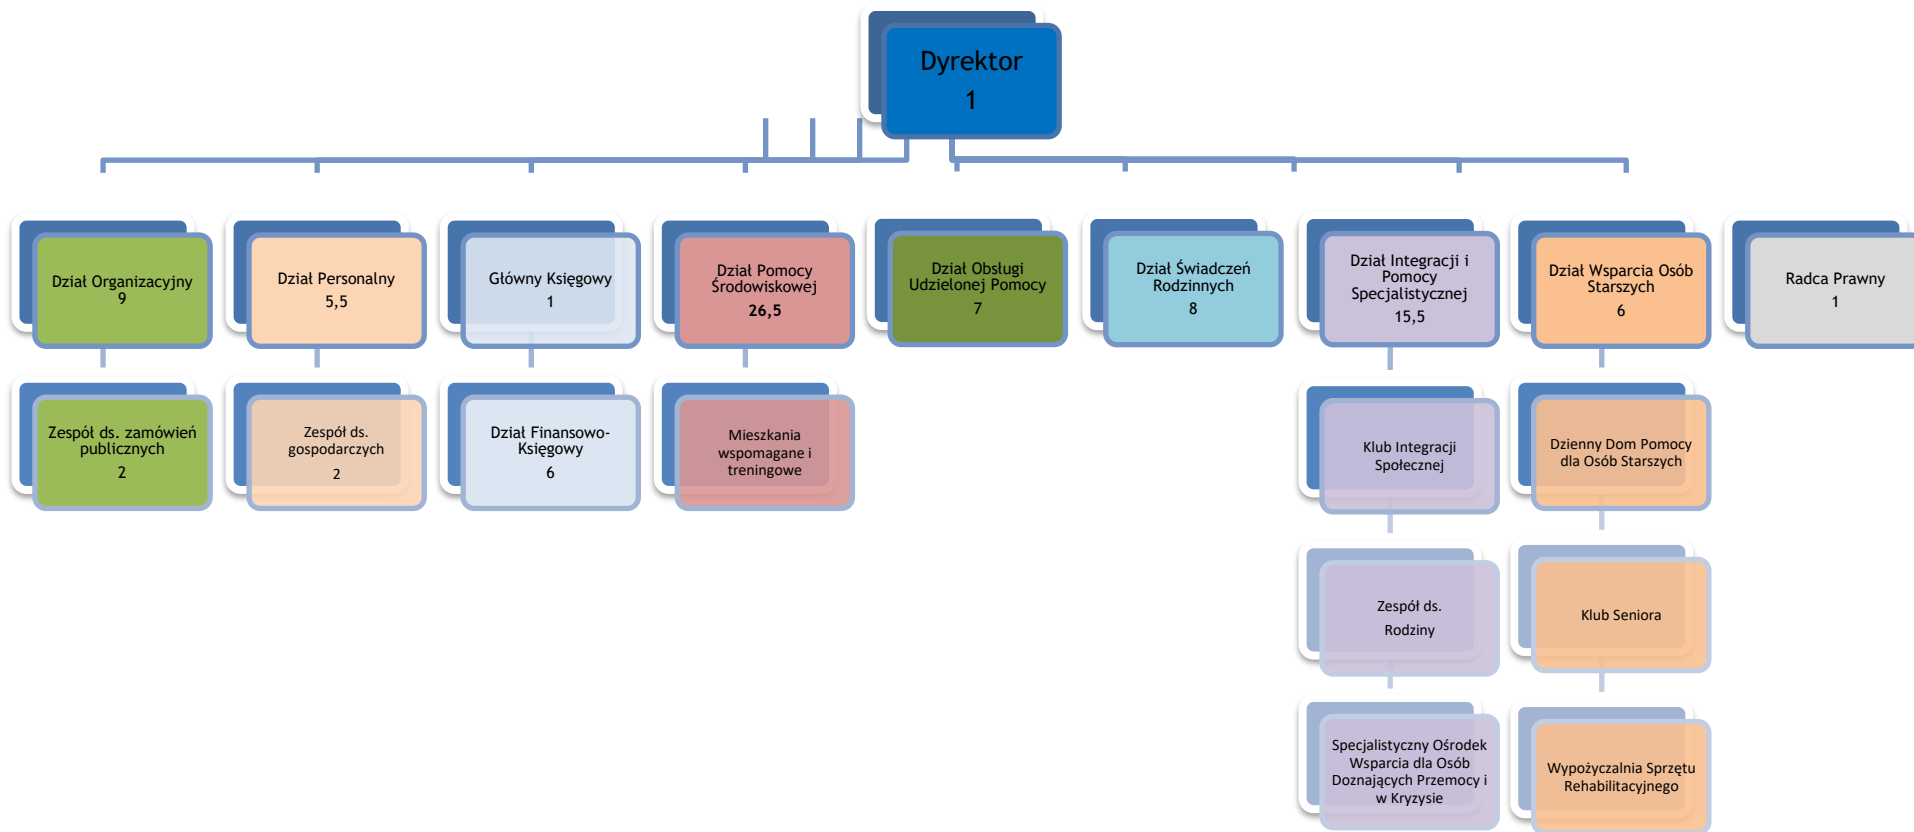 Dyrektor
1
Dział Organizacyjny
9
Dział Personalny
5,5
Główny Księgowy
1
Dział Pomocy
Środowiskowej
26,5
Dział Obsługi
Udzielonej Pomocy
7
Dział Świadczeń
Rodzinnych
8
Dział Integracji i
Pomocy
Specjalistycznej
15,5
Dział Wsparcia Osób
Starszych
6
Radca Prawny
1
Zespół ds. zamówień
publicznych
2
Zespół ds.
gospodarczych
2
Dział Finansowo-
Księgowy
6
Mieszkania
wspomagane i
treningowe
Klub Integracji
Społecznej
Dzienny Dom Pomocy
dla Osób Starszych
Zespół ds.
Rodziny
Klub Seniora
Specjalistyczny Ośrodek
Wsparcia dla Osób
Doznających Przemocy i
w Kryzysie
Wypożyczalnia Sprzętu
Rehabilitacyjnego